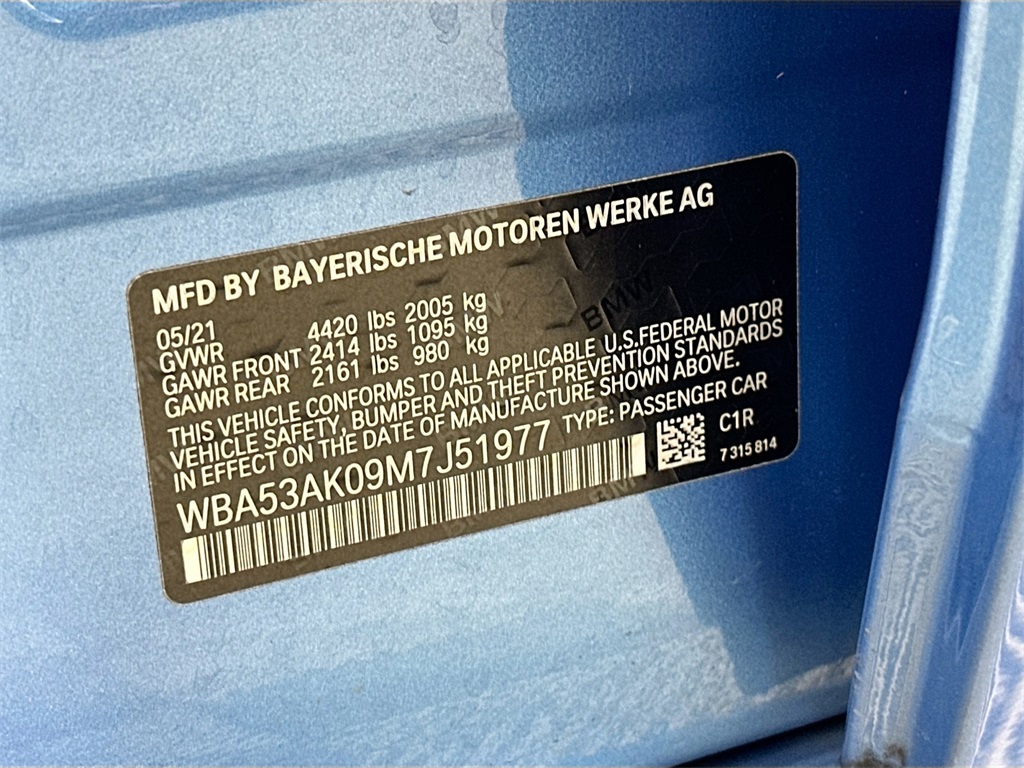 MFD BY BAYERISCHE MOTOREN WERKE AG
05/21
GVWR 4420 lbs 2005 kg
GAWR FRONT 2414 lbs 1095 kg
GAWR REAR 2161 lbs 980 kg
THIS VEHICLE CONFORMS TO ALL APPLICABLE U.S.FEDERAL MOTOR
VEHICLE SAFETY, BUMPER AND THEFT PREVENTION STANDARDS
IN EFFECT ON THE DATE OF MANUFACTURE SHOWN ABOVE.
WBA53AK09M7J51977 TYPE: PASSENGER CAR
C1R
7 315 814
BMW